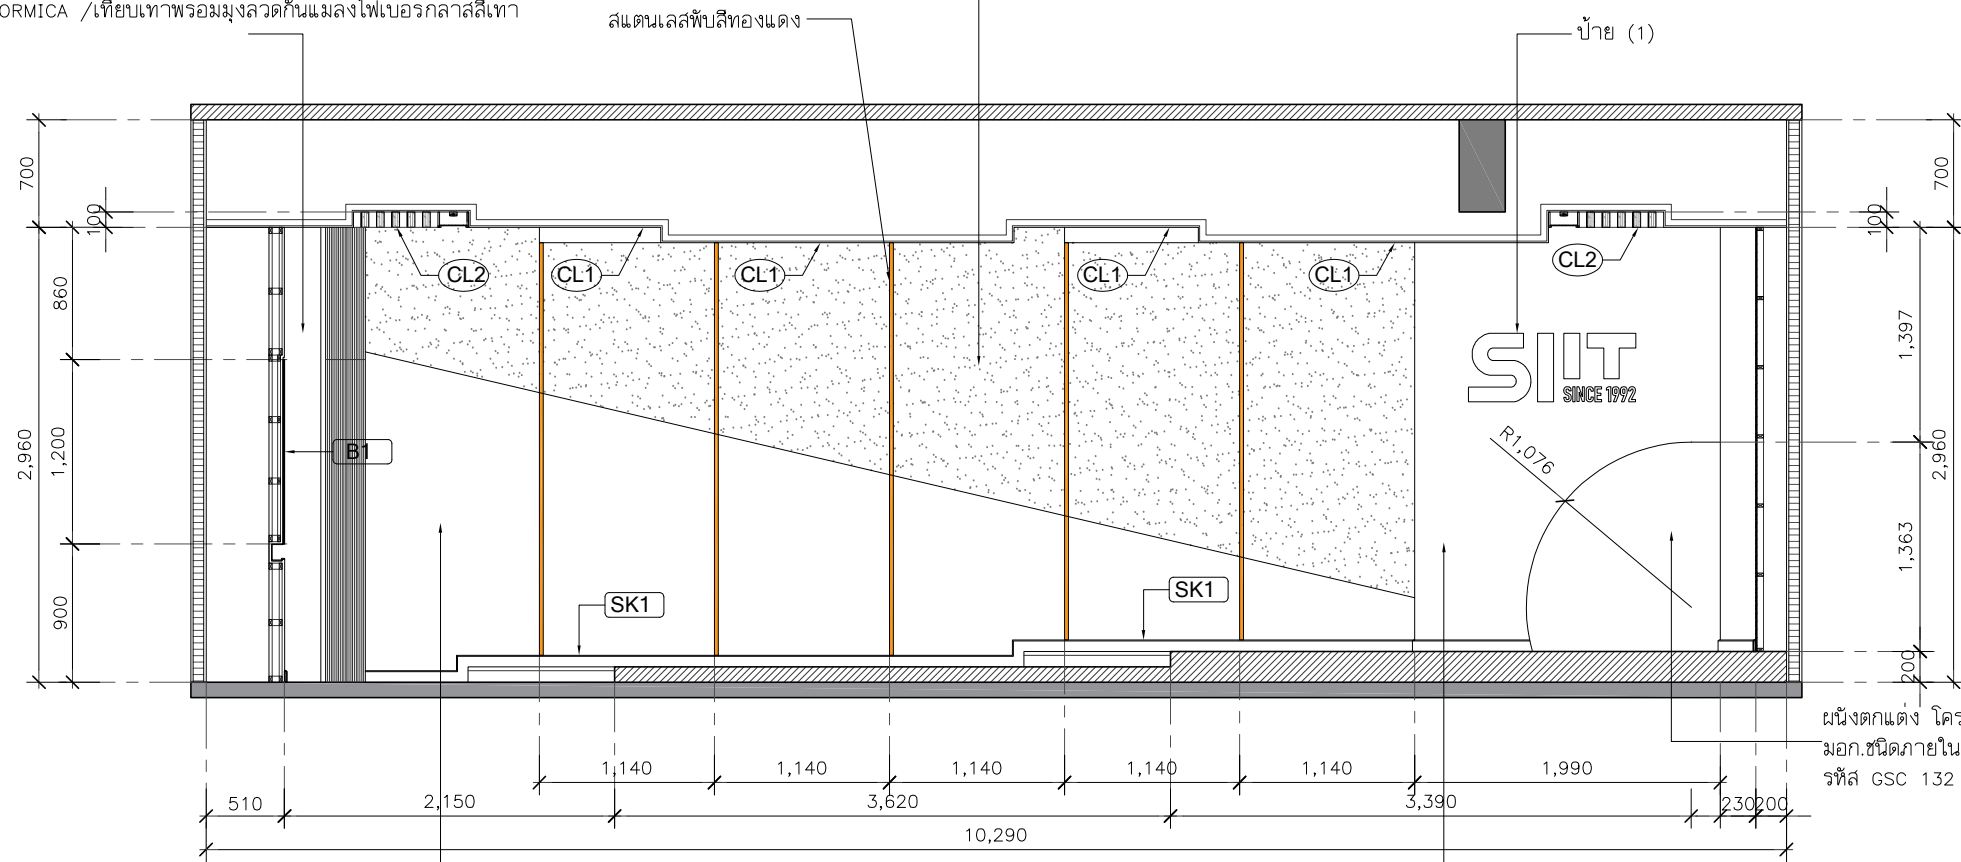 ORMICA /เทียบเทาพรอมมุงลวดกันแมลงไฟเบอรกลาสสีเทา
สแตนเลสพับสีทองแดง
ป้าย (1)
700
100
860
2,960
1,200
900
CL2
CL1
CL1
CL1
CL1
CL2
B1
SK1
SK1
SIIT
SINCE 1992
R1,076
700
100
1,397
2,960
1,363
200
ผนังตกแต่ง โคร
มอก.ชนิดภายใน
รหัส GSC 132
1,140
1,140
1,140
1,140
1,140
1,990
510
2,150
3,620
3,390
230
200
10,290